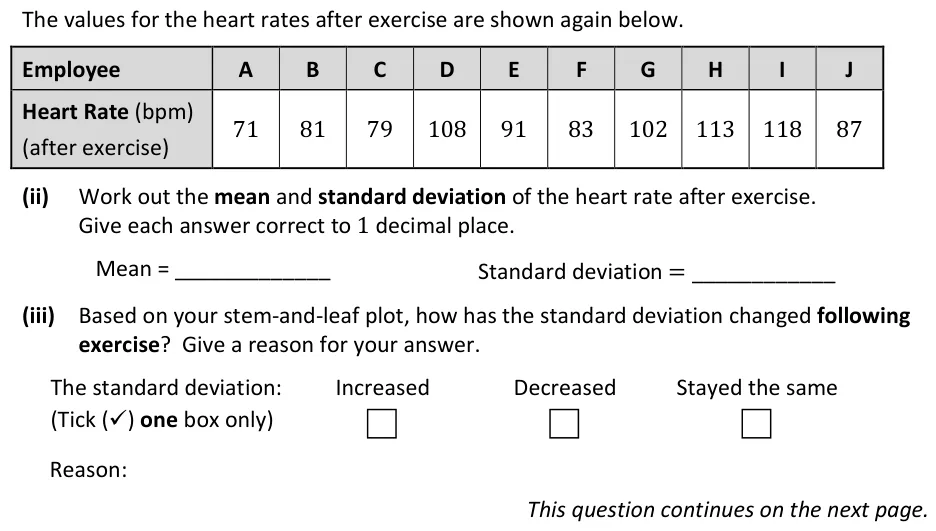 The values for the heart rates after exercise are shown again below.
Employee A B C D E F G H I J
Heart Rate (bpm)
(after exercise) 71 81 79 108 91 83 102 113 118 87
(ii) Work out the mean and standard deviation of the heart rate after exercise.
Give each answer correct to 1 decimal place.
Mean = _____________ Standard deviation = ____________
(iii) Based on your stem-and-leaf plot, how has the standard deviation changed following
exercise? Give a reason for your answer.
The standard deviation: Increased Decreased Stayed the same
(Tick (✓) one box only)
Reason:
This question continues on the next page.